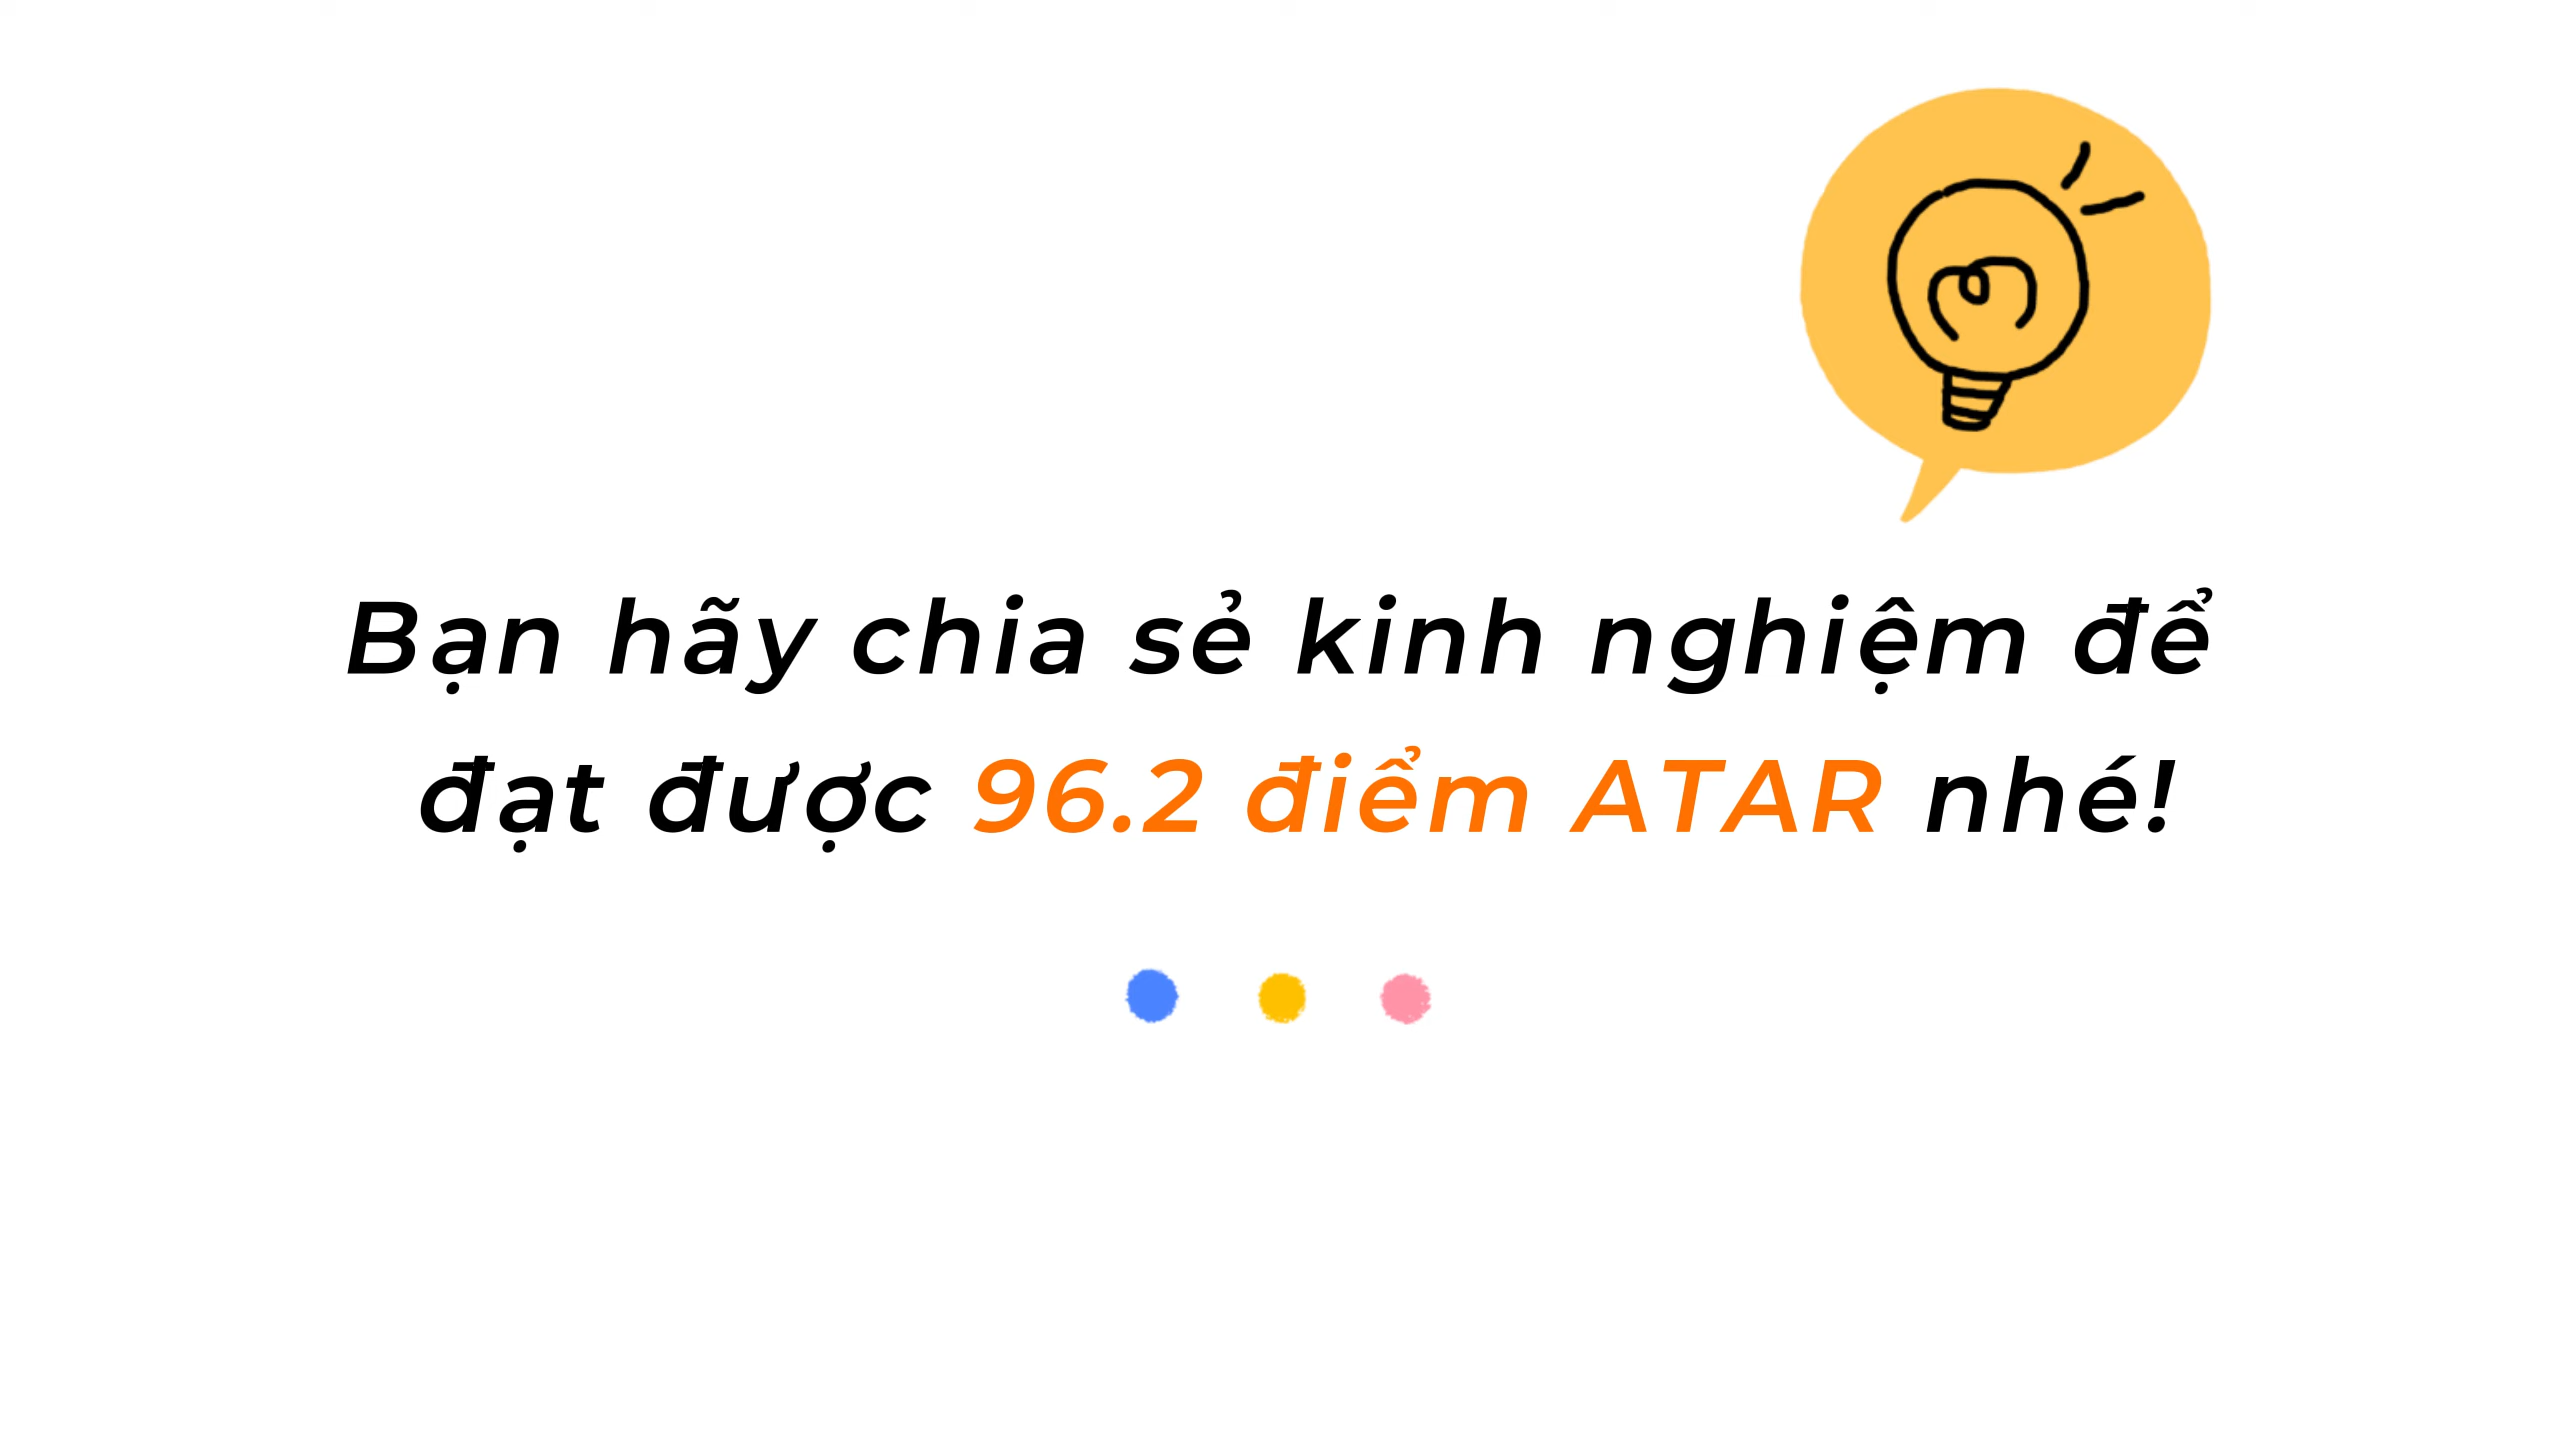 Bạn hãy chia sẻ kinh nghiệm để
đạt được 96.2 điểm ATAR nhé!